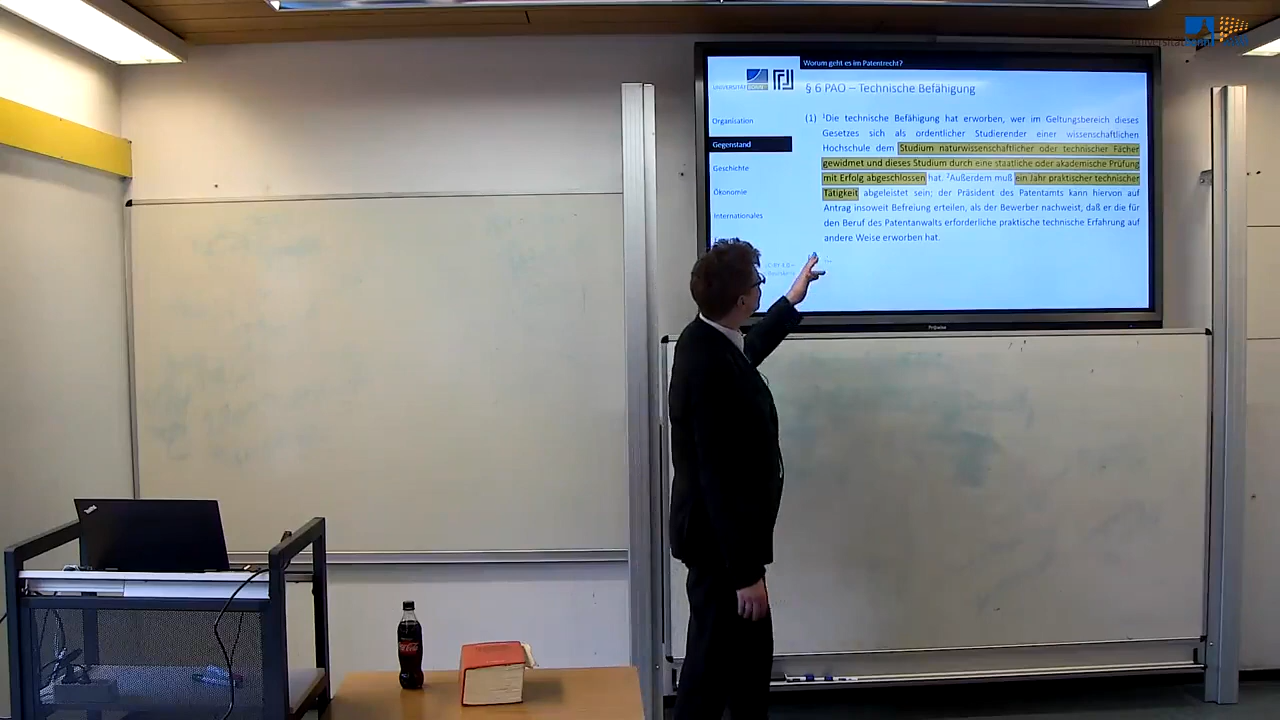 Worum geht es im Patentrecht?
§ 6 PAO – Technische Befähigung
Organisation
Gegenstand
Geschichte
Ökonomie
Internationales
(1) ¹Die technische Befähigung hat erworben, wer im Geltungsbereich dieses
Gesetzes sich als ordentlicher Studierender einer wissenschaftlichen
Hochschule dem Studium naturwissenschaftlicher oder technischer Fächer
gewidmet und dieses Studium durch eine staatliche oder akademische Prüfung
mit Erfolg abgeschlossen hat. ²Außerdem muß ein Jahr praktischer technischer
Tätigkeit abgeleistet sein; der Präsident des Patentamts kann hiervon auf
Antrag insoweit Befreiung erteilen, als der Bewerber nachweist, daß er die für
den Beruf des Patentanwalts erforderliche praktische technische Erfahrung auf
andere Weise erworben hat.
...
Coca-Cola